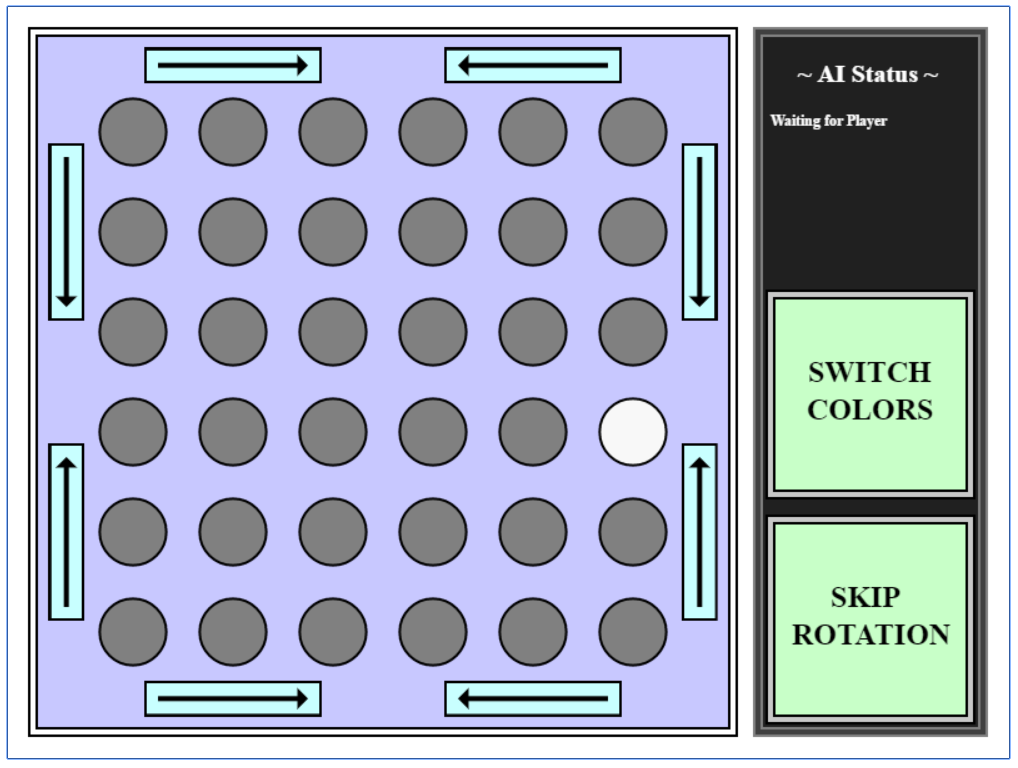 ~ AI Status ~
Waiting for Player
SWITCH
COLORS
SKIP
ROTATION